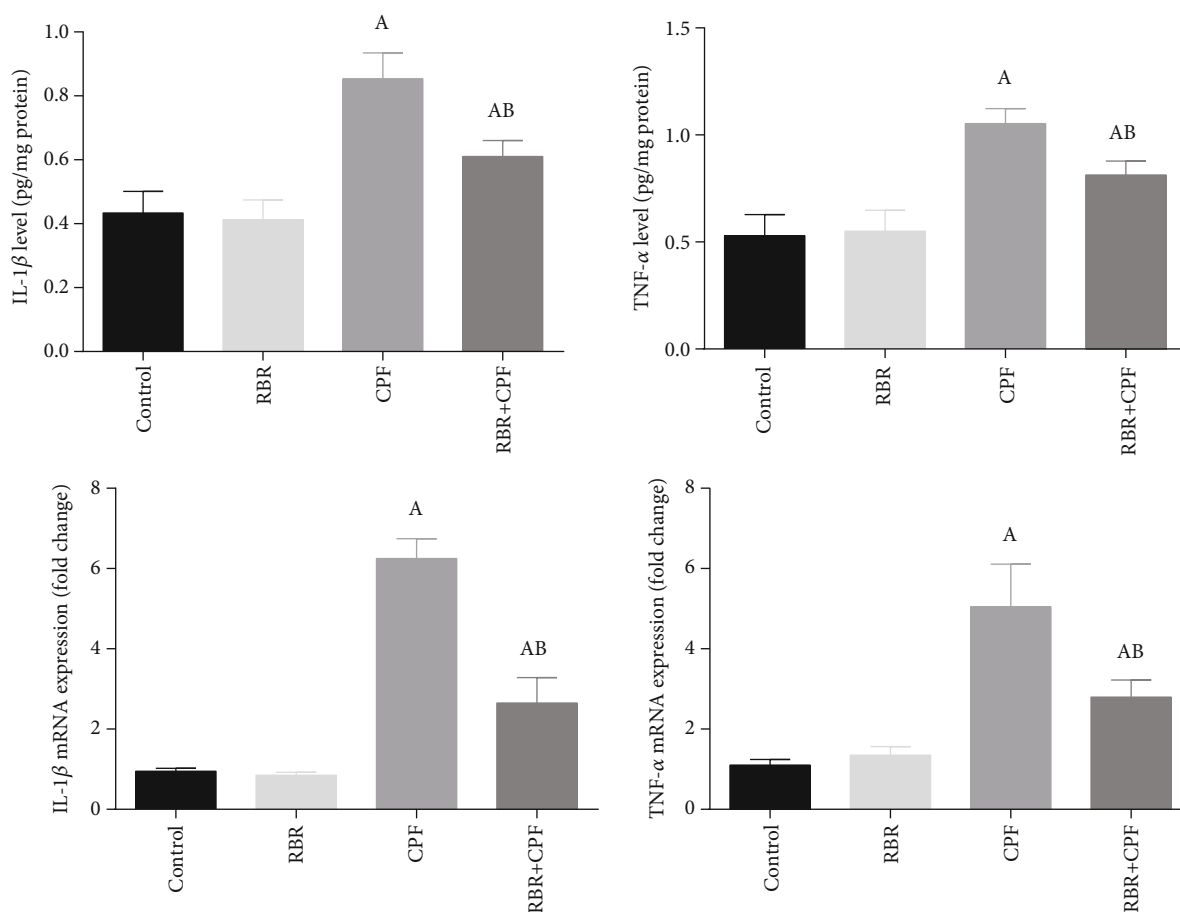 IL-1β level (pg/mg protein)
1.0
0.8
0.6
0.4
0.2
0.0
A
AB
Control
RBR
CPF
RBR+CPF
TNF-α level (pg/mg protein)
1.5
1.0
0.5
0.0
A
AB
Control
RBR
CPF
RBR+CPF
IL-1β mRNA expression (fold change)
8
6
4
2
0
A
AB
Control
RBR
CPF
RBR+CPF
TNF-α mRNA expression (fold change)
8
6
4
2
0
A
AB
Control
RBR
CPF
RBR+CPF